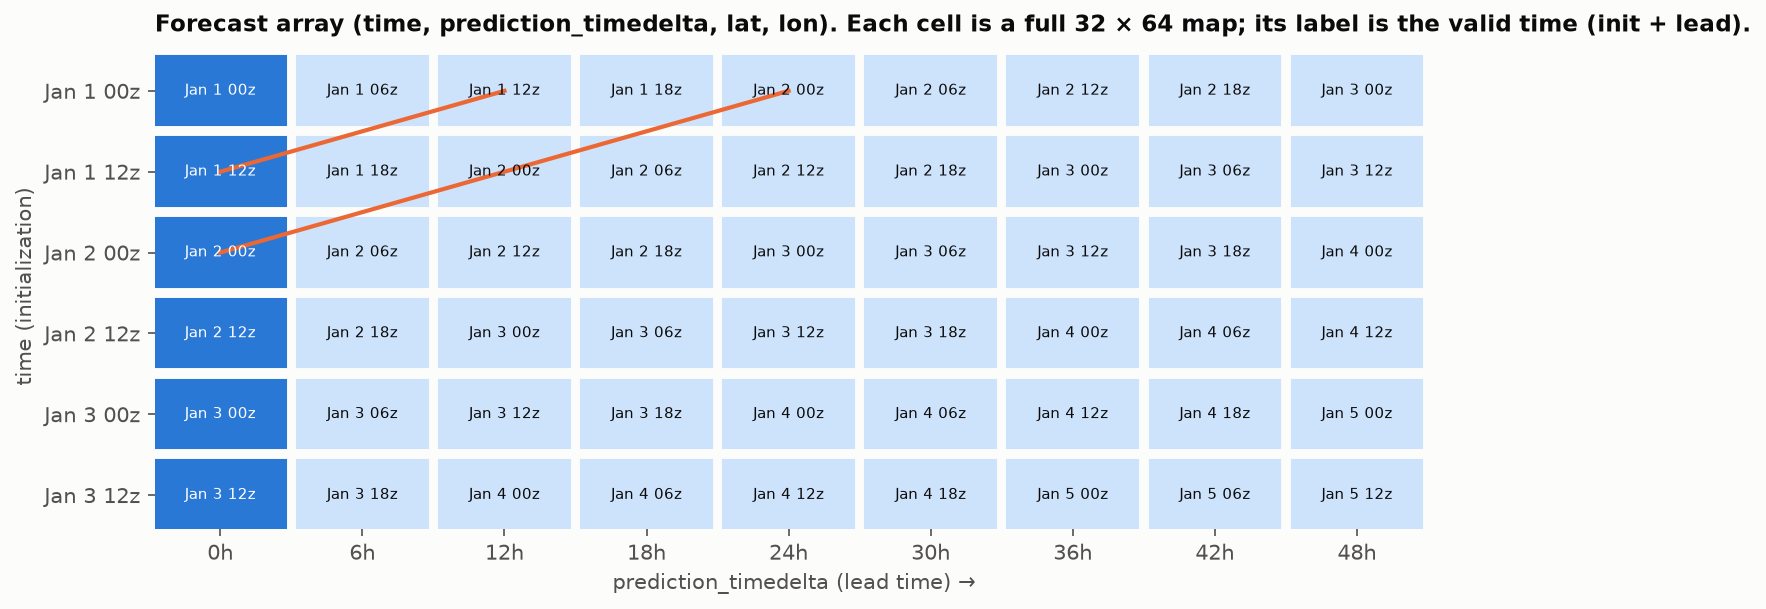 Forecast array (time, prediction_timedelta, lat, lon). Each cell is a full 32 × 64 map; its label is the valid time (init + lead).
time (initialization)
Jan 1 00z Jan 1 00z Jan 1 06z Jan 1 12z Jan 1 18z Jan 2 00z Jan 2 06z Jan 2 12z Jan 2 18z Jan 3 00z
Jan 1 12z Jan 1 12z Jan 1 18z Jan 2 00z Jan 2 06z Jan 2 12z Jan 2 18z Jan 3 00z Jan 3 06z Jan 3 12z
Jan 2 00z Jan 2 00z Jan 2 06z Jan 2 12z Jan 2 18z Jan 3 00z Jan 3 06z Jan 3 12z Jan 3 18z Jan 4 00z
Jan 2 12z Jan 2 12z Jan 2 18z Jan 3 00z Jan 3 06z Jan 3 12z Jan 3 18z Jan 4 00z Jan 4 06z Jan 4 12z
Jan 3 00z Jan 3 00z Jan 3 06z Jan 3 12z Jan 3 18z Jan 4 00z Jan 4 06z Jan 4 12z Jan 4 18z Jan 5 00z
Jan 3 12z Jan 3 12z Jan 3 18z Jan 4 00z Jan 4 06z Jan 4 12z Jan 4 18z Jan 5 00z Jan 5 06z Jan 5 12z
0h 6h 12h 18h 24h 30h 36h 42h 48h
prediction_timedelta (lead time) →